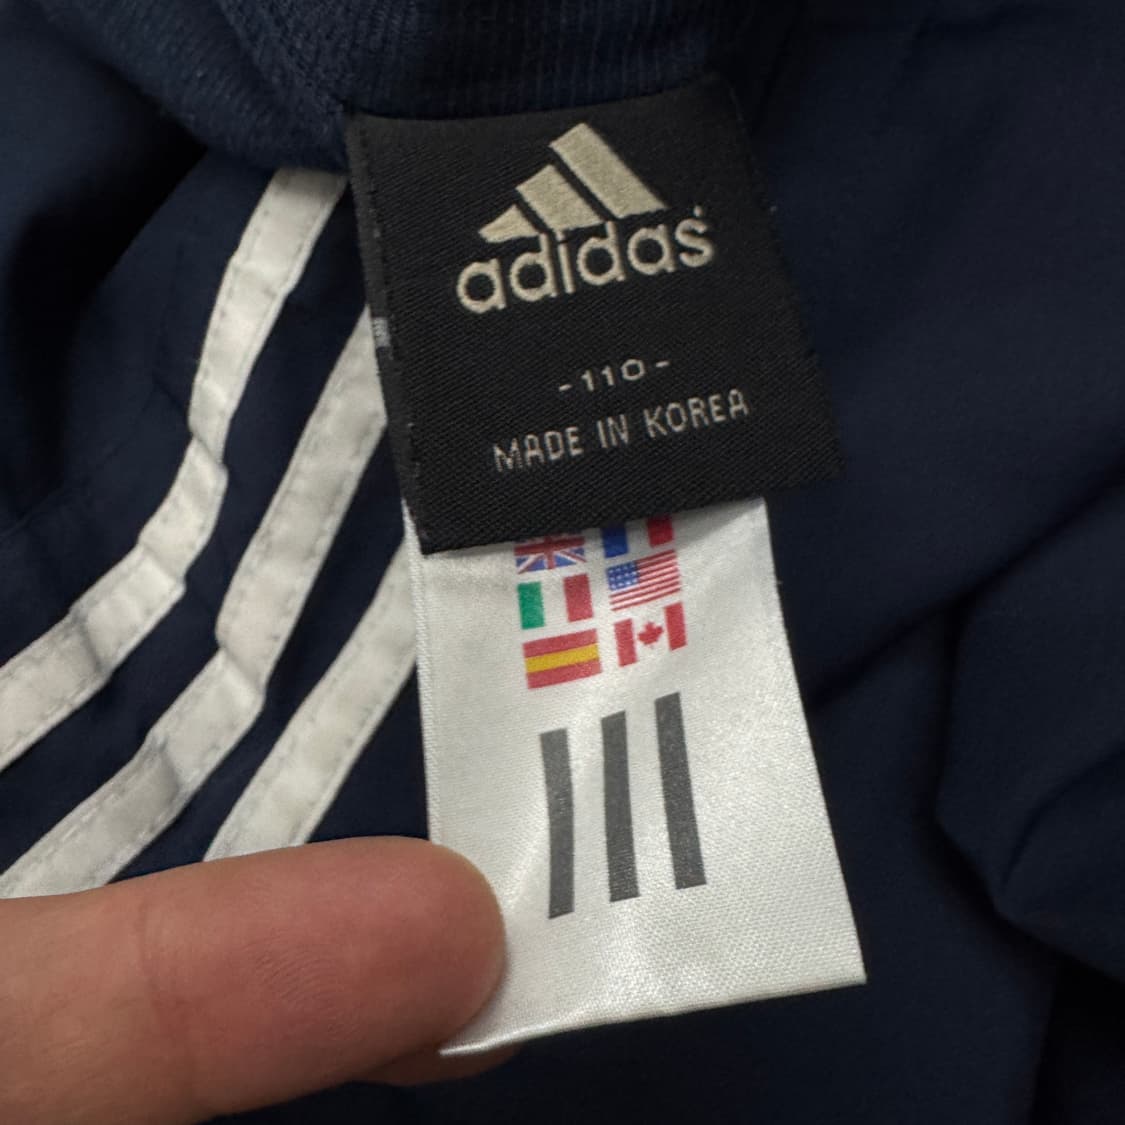 adidas
-110-
MADE IN KOREA